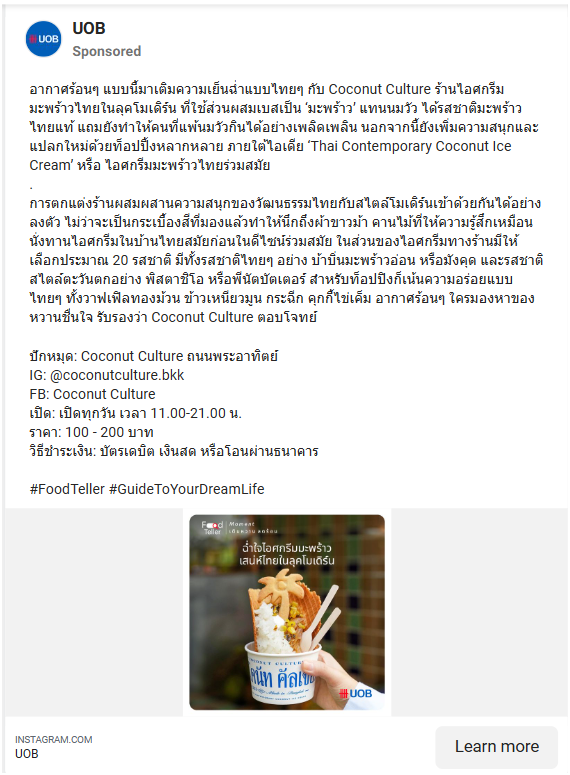 UOB
UOB
Sponsored
อากาศร้อนๆ แบบนี้มาเติมความเย็นฉ่ำแบบไทยๆ กับ Coconut Culture ร้านไอศกรีม
มะพร้าวไทยในลุคโมเดิร์น ที่ใช้ส่วนผสมเบสเป็น ‘มะพร้าว’ แทนนมวัว ได้รสชาติมะพร้าว
ไทยแท้ แถมยังทำให้คนที่แพ้นมวัวกินได้อย่างเพลิดเพลิน นอกจากนี้ยังเพิ่มความสนุกและ
แปลกใหม่ด้วยท็อปปิ้งหลากหลาย ภายใต้ไอเดีย ‘Thai Contemporary Coconut Ice
Cream’ หรือ ไอศกรีมมะพร้าวไทยร่วมสมัย
.
การตกแต่งร้านผสมผสานความสนุกของวัฒนธรรมไทยกับสไตล์โมเดิร์นเข้าด้วยกันได้อย่าง
ลงตัว ไม่ว่าจะเป็นกระเบื้องสีที่มองแล้วทำให้นึกถึงผ้าขาวม้า คานไม้ที่ให้ความรู้สึกเหมือน
นั่งทานไอศกรีมในบ้านไทยสมัยก่อนในดีไซน์ร่วมสมัย ในส่วนของไอศกรีมทางร้านมีให้
เลือกประมาณ 20 รสชาติ มีทั้งรสชาติไทยๆ อย่าง บ้าบิ่นมะพร้าวอ่อน หรือมังคุด และรสชาติ
สไตล์ตะวันตกอย่าง พิสตาชิโอ หรือพีนัตบัตเตอร์ สำหรับท็อปปิงก็เน้นความอร่อยแบบ
ไทยๆ ทั้งวาฟเฟิลทองม้วน ข้าวเหนียวมูน กระฉีก คุกกี้ไข่เค็ม อากาศร้อนๆ ใครมองหาของ
หวานชื่นใจ รับรองว่า Coconut Culture ตอบโจทย์
ปักหมุด: Coconut Culture ถนนพระอาทิตย์
IG: @coconutculture.bkk
FB: Coconut Culture
เปิด: เปิดทุกวัน เวลา 11.00-21.00 น.
ราคา: 100 - 200 บาท
วิธีชำระเงิน: บัตรเดบิต เงินสด หรือโอนผ่านธนาคาร
#FoodTeller #GuideToYourDreamLife
Food Teller
Moment
ฉ่ำใจไอศกรีมมะพร้าว
เสน่ห์ไทยในลุคโมเดิร์น
คัลเจอ
UOB
INSTAGRAM.COM
UOB
Learn more